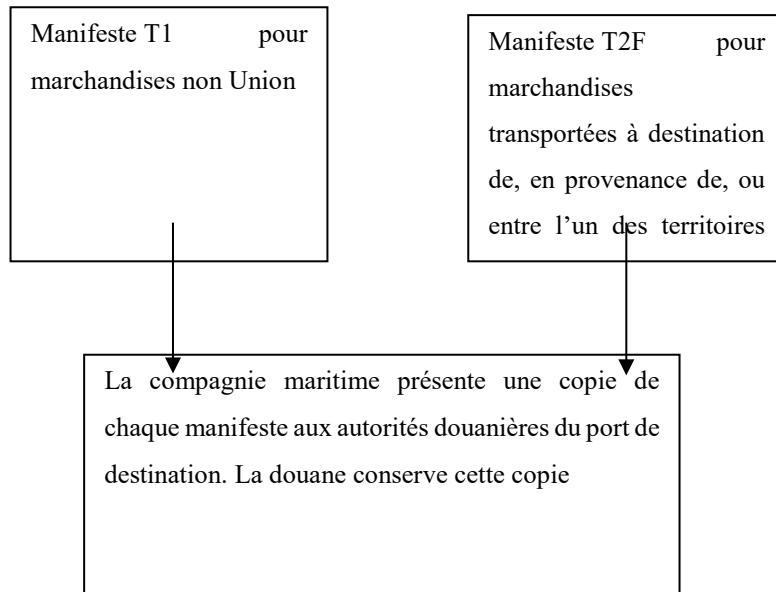 Manifeste T1 pour
marchandises non Union
Manifeste T2F pour
marchandises
transportées à destination
de, en provenance de, ou
entre l’un des territoires
La compagnie maritime présente une copie de
chaque manifeste aux autorités douanières du port de
destination. La douane conserve cette copie